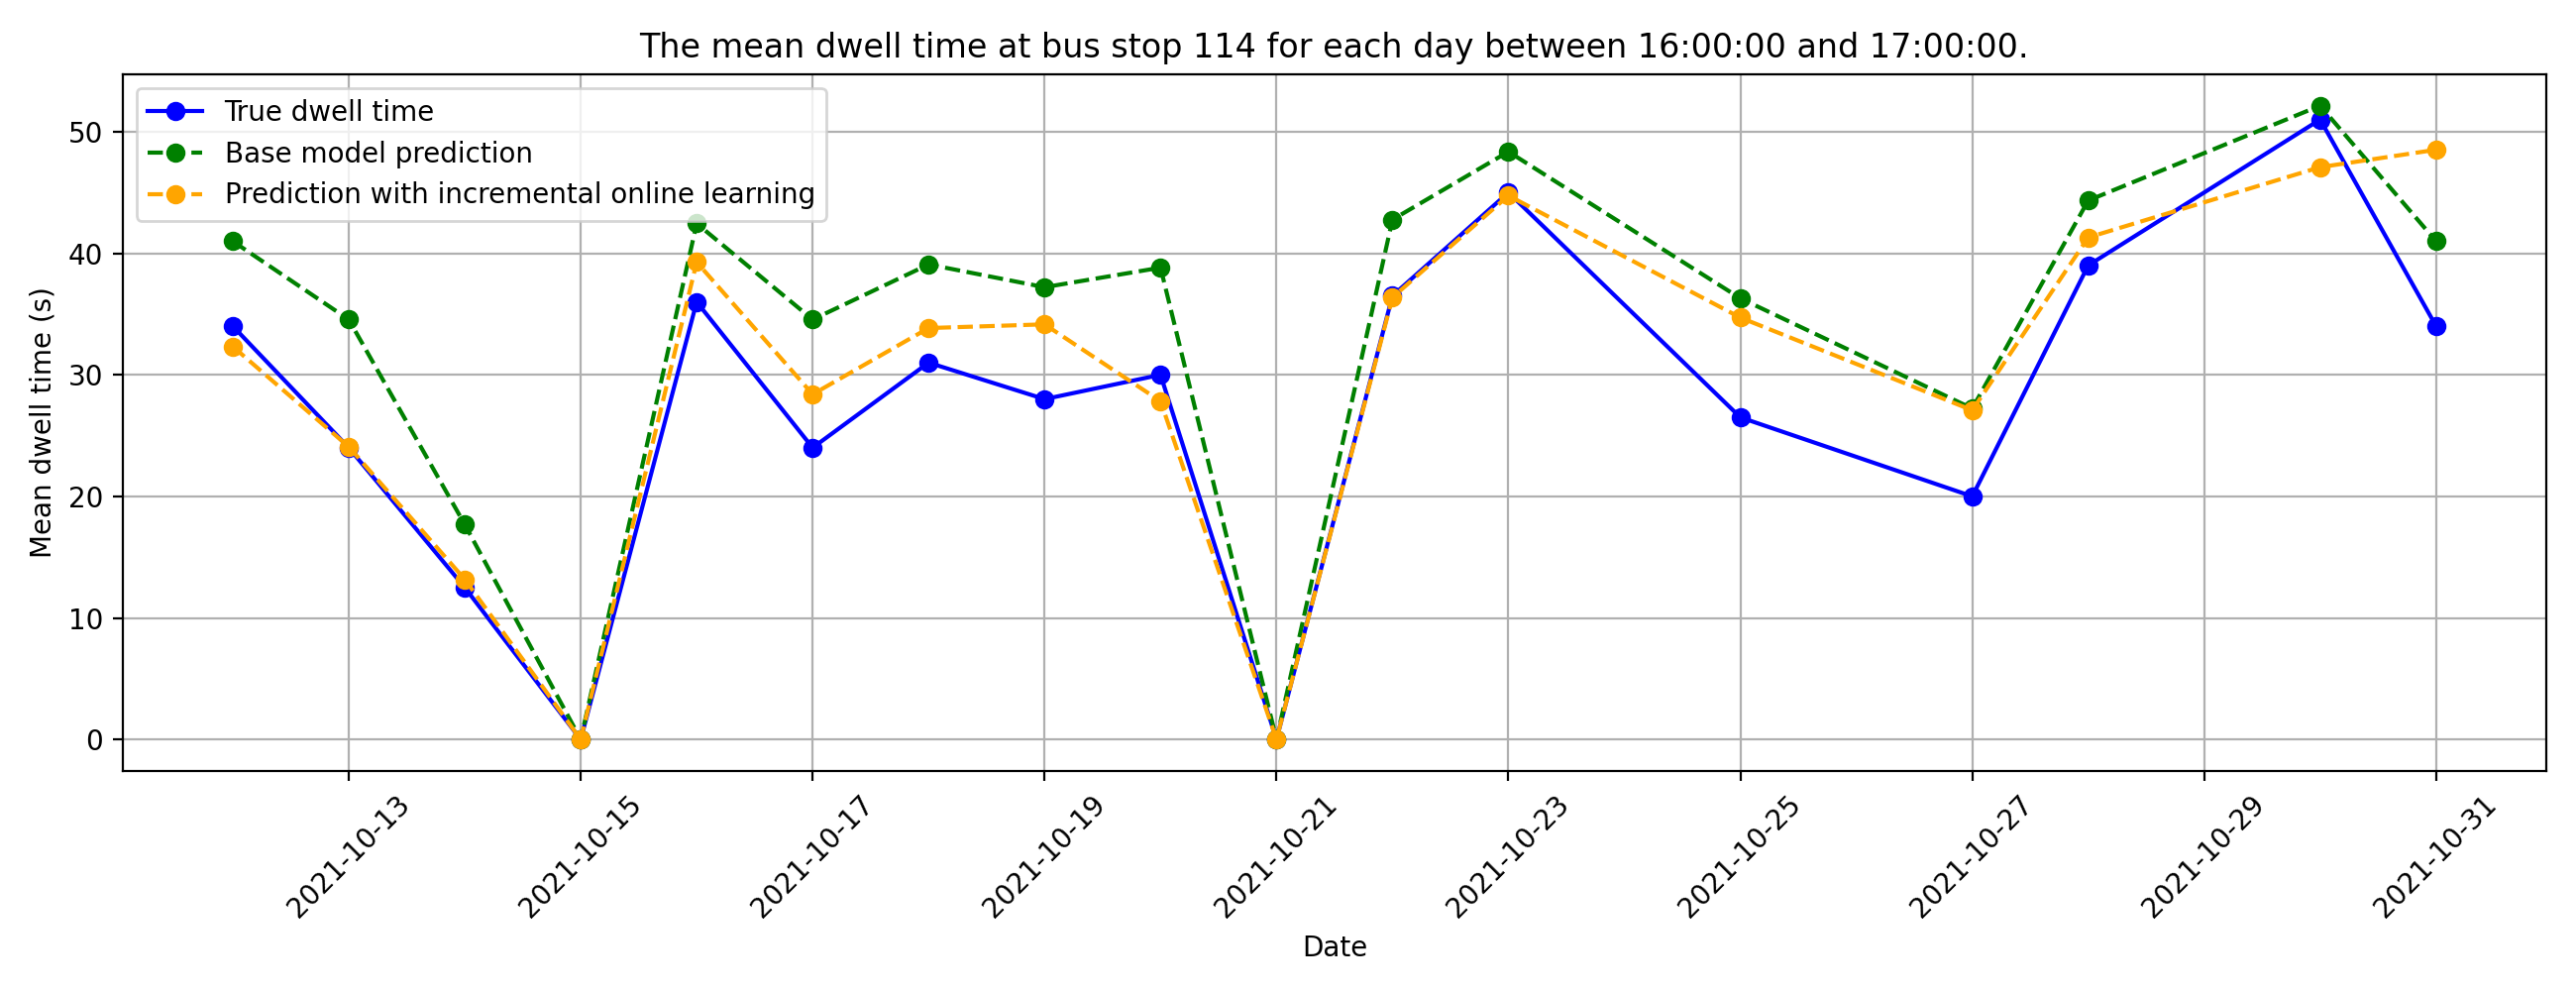 The mean dwell time at bus stop 114 for each day between 16:00:00 and 17:00:00.
True dwell time
Base model prediction
Prediction with incremental online learning
Mean dwell time (s)
50
40
30
20
10
0
2021-10-13
2021-10-15
2021-10-17
2021-10-19
2021-10-21
2021-10-23
2021-10-25
2021-10-27
2021-10-29
2021-10-31
Date